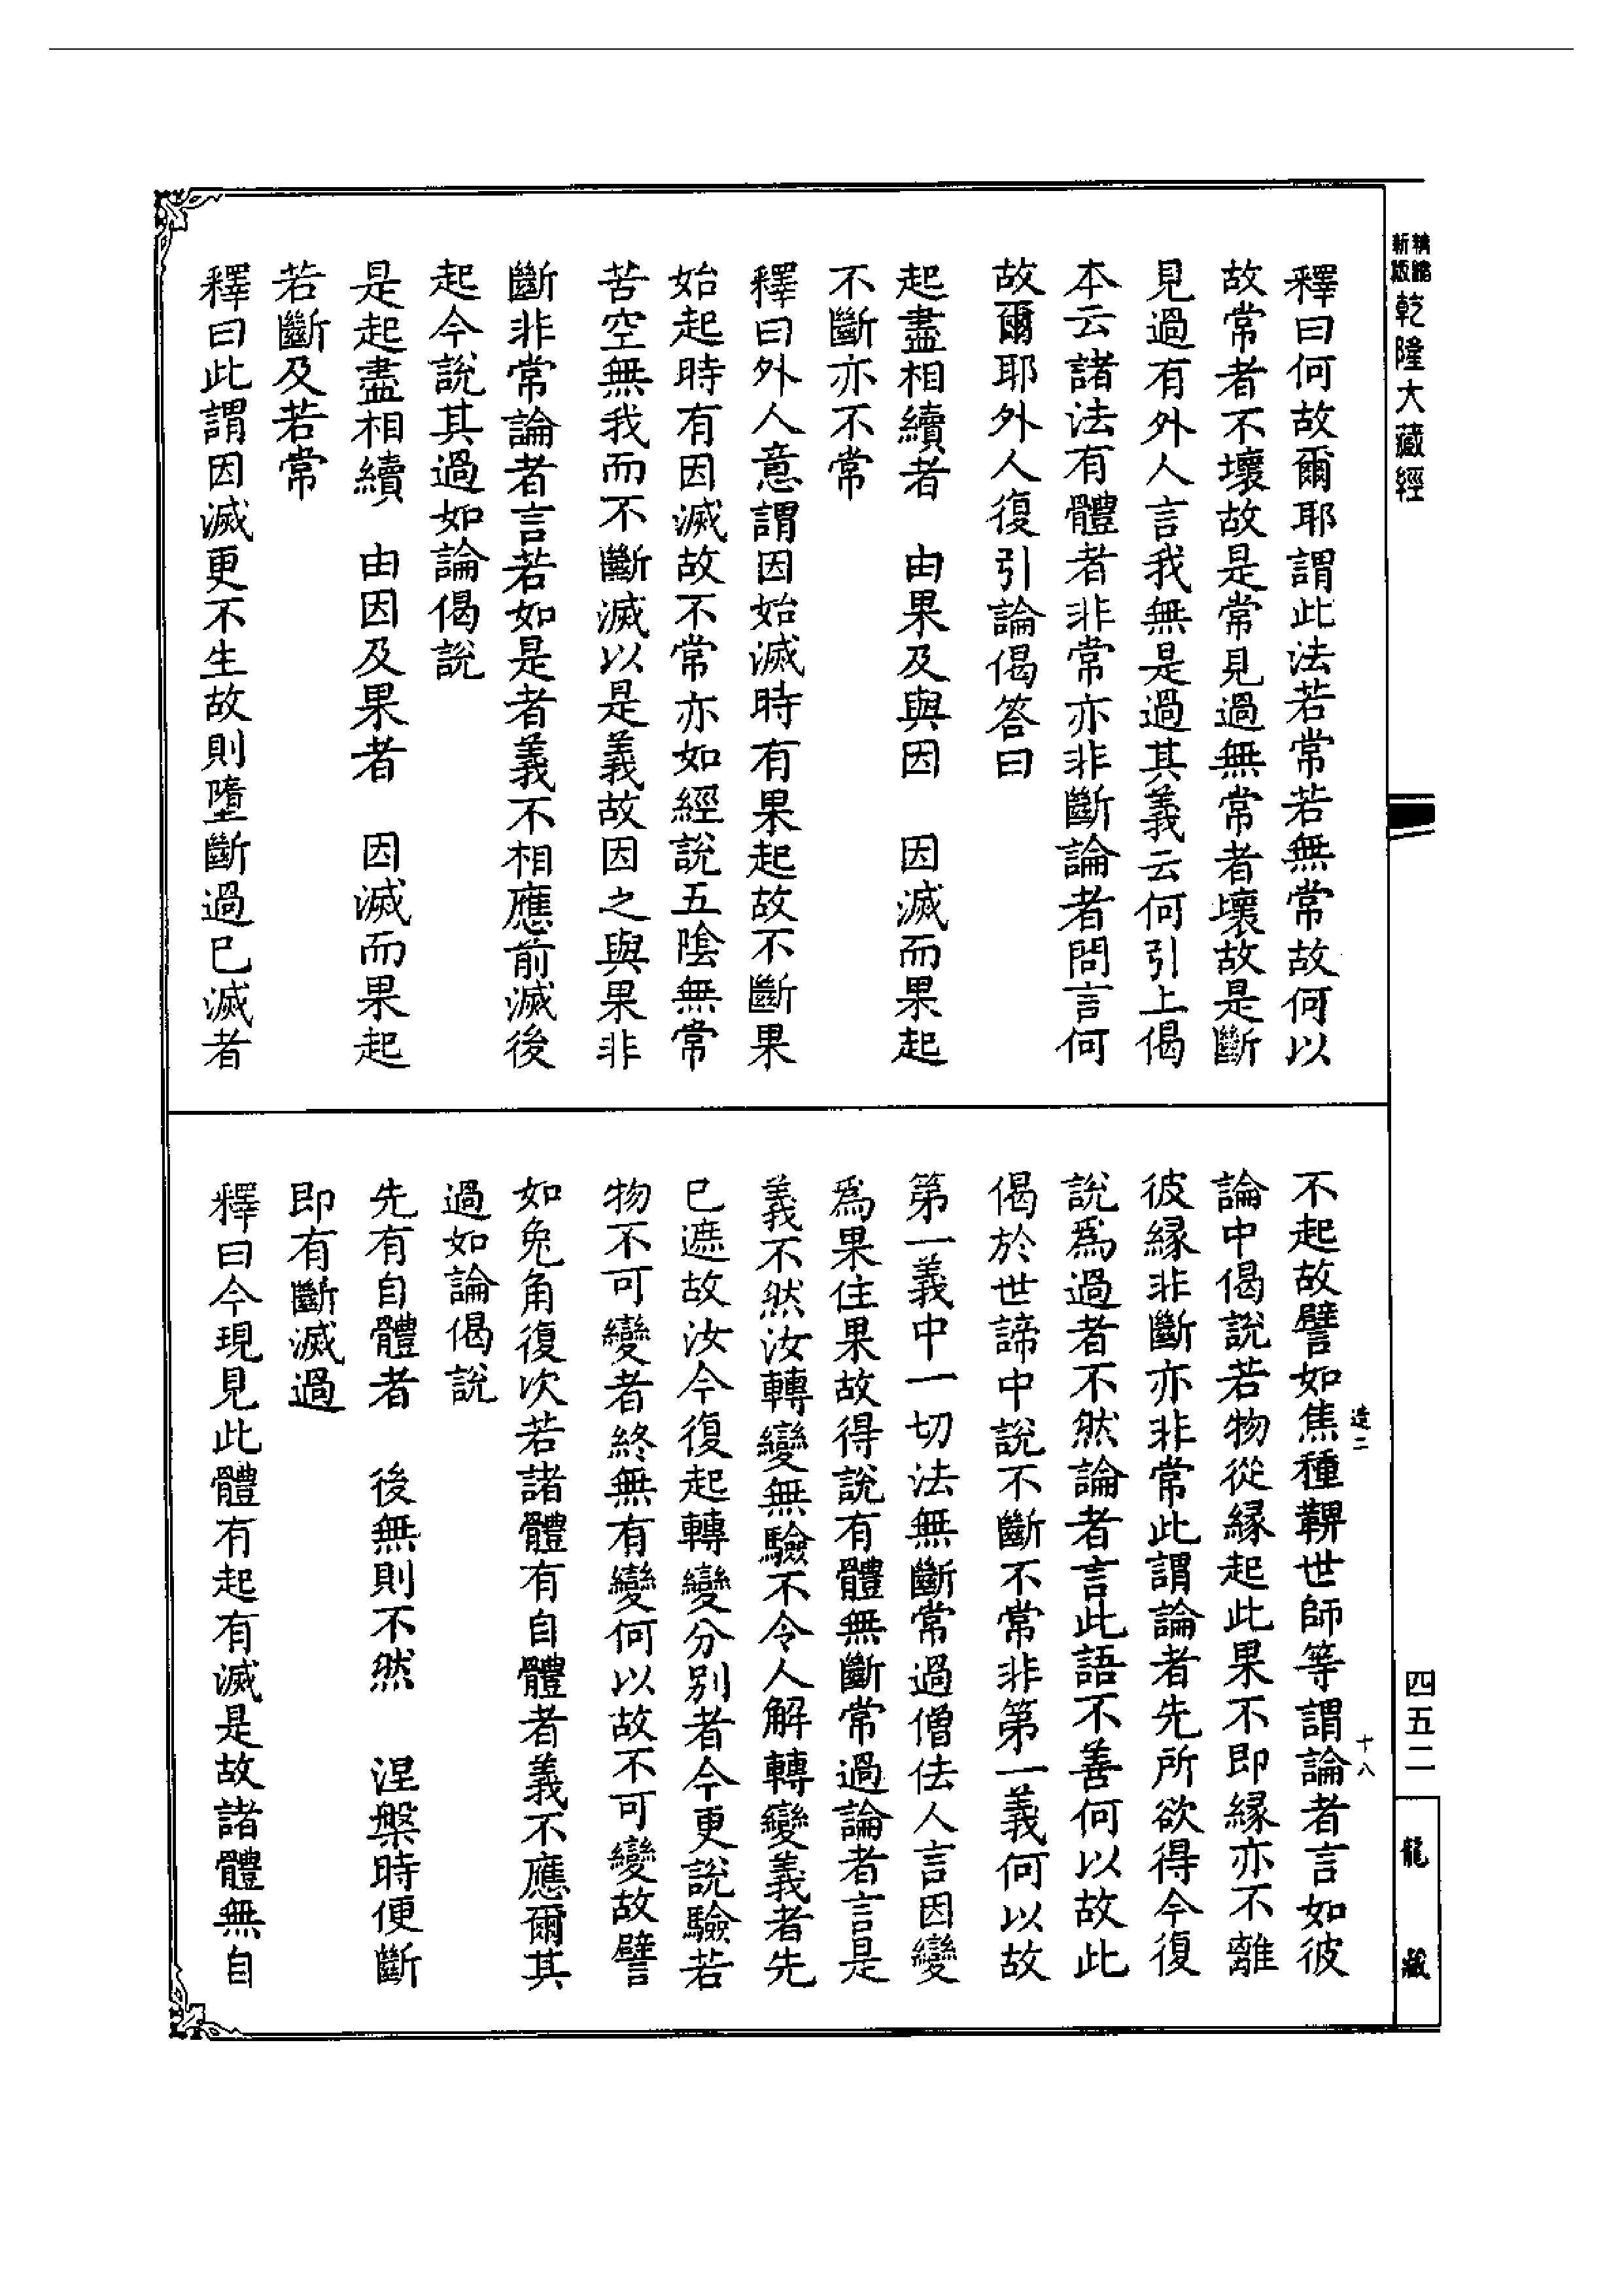 精縮
新版
乾隆大藏經
釋曰何故爾耶謂此法若常若無常故何以
故常者不壞故是常見過無常者壞故是斷
見過有外人言我無是過其義云何引上偈
本云諸法有體者非常亦非斷論者問言何
故爾耶外人復引論偈答曰
起盡相續者　由果及與因　因滅而果起
不斷亦不常
釋曰外人意謂因始滅時有果起故不斷果
始起時有因滅故不常亦如經說五陰無常
苦空無我而不斷滅以是義故因之與果非
斷非常論者言若如是者義不相應前滅後
起今說其過如論偈說
是起盡相續　由因及果者　因滅而果起
若斷及若常
釋曰此謂因滅更不生故則墮斷過已滅者
不起故譬如焦種鞞世師等謂論者言如彼
論中偈說若物從緣起此果不即緣亦不離
彼緣非斷亦非常此謂論者先所欲得今復
說爲過者不然論者言此語不善何以故此
偈於世諦中說不斷不常非第一義何以故
第一義中一切法無斷常過僧佉人言因變
爲果住果故得說有體無斷常過論者言是
義不然汝轉變無驗不令人解轉變義者先
已遮故汝今復起轉變分別者今更說驗若
物不可變者終無有變何以故不可變故譬
如兔角復次若諸體有自體者義不應爾其
過如論偈說
先有自體者　後無則不然　涅槃時便斷
即有斷滅過
釋曰今現見此體有起有滅是故諸體無自
造二
十八
四五二
龍藏